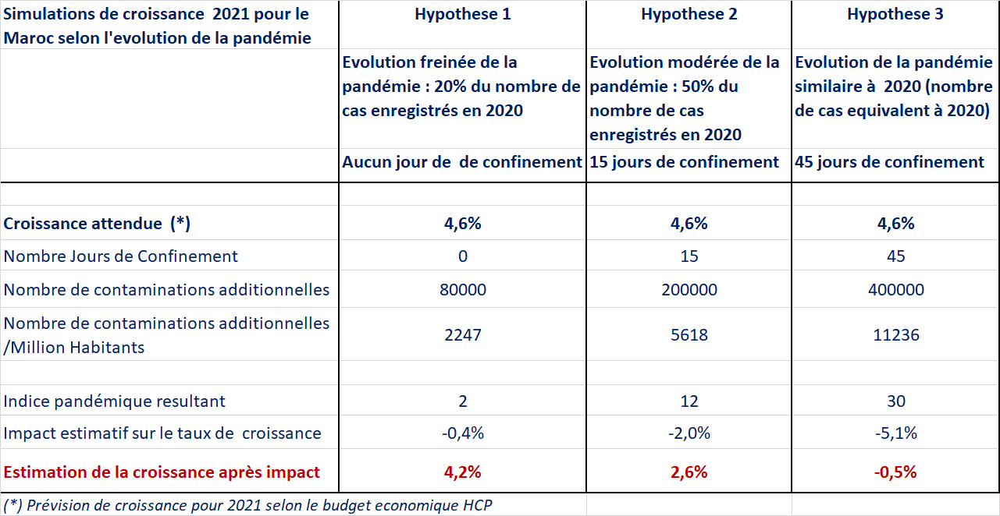 Simulations de croissance  2021 pour le
Maroc selon l'evolution de la pandémie
Hypothese 1
Hypothese 2
Hypothese 3
Evolution freinée de la
pandémie : 20% du nombre de
cas enregistrés en 2020
Evolution modérée de la
pandémie : 50% du
nombre de cas
enregistrés en 2020
Evolution de la pandémie
similaire à  2020 (nombre
de cas equivalent à 2020)
Aucun jour de  de confinement
15 jours de confinement
45 jours de confinement
Croissance attendue  (*)
4,6%
4,6%
4,6%
Nombre Jours de Confinement
0
15
45
Nombre de contaminations additionnelles
80000
200000
400000
Nombre de contaminations additionnelles
/Million Habitants
2247
5618
11236
Indice pandémique resultant
2
12
30
Impact estimatif sur le taux de  croissance
-0,4%
-2,0%
-5,1%
Estimation de la croissance après impact
4,2%
2,6%
-0,5%
(*) Prévision de croissance pour 2021 selon le budget economique HCP